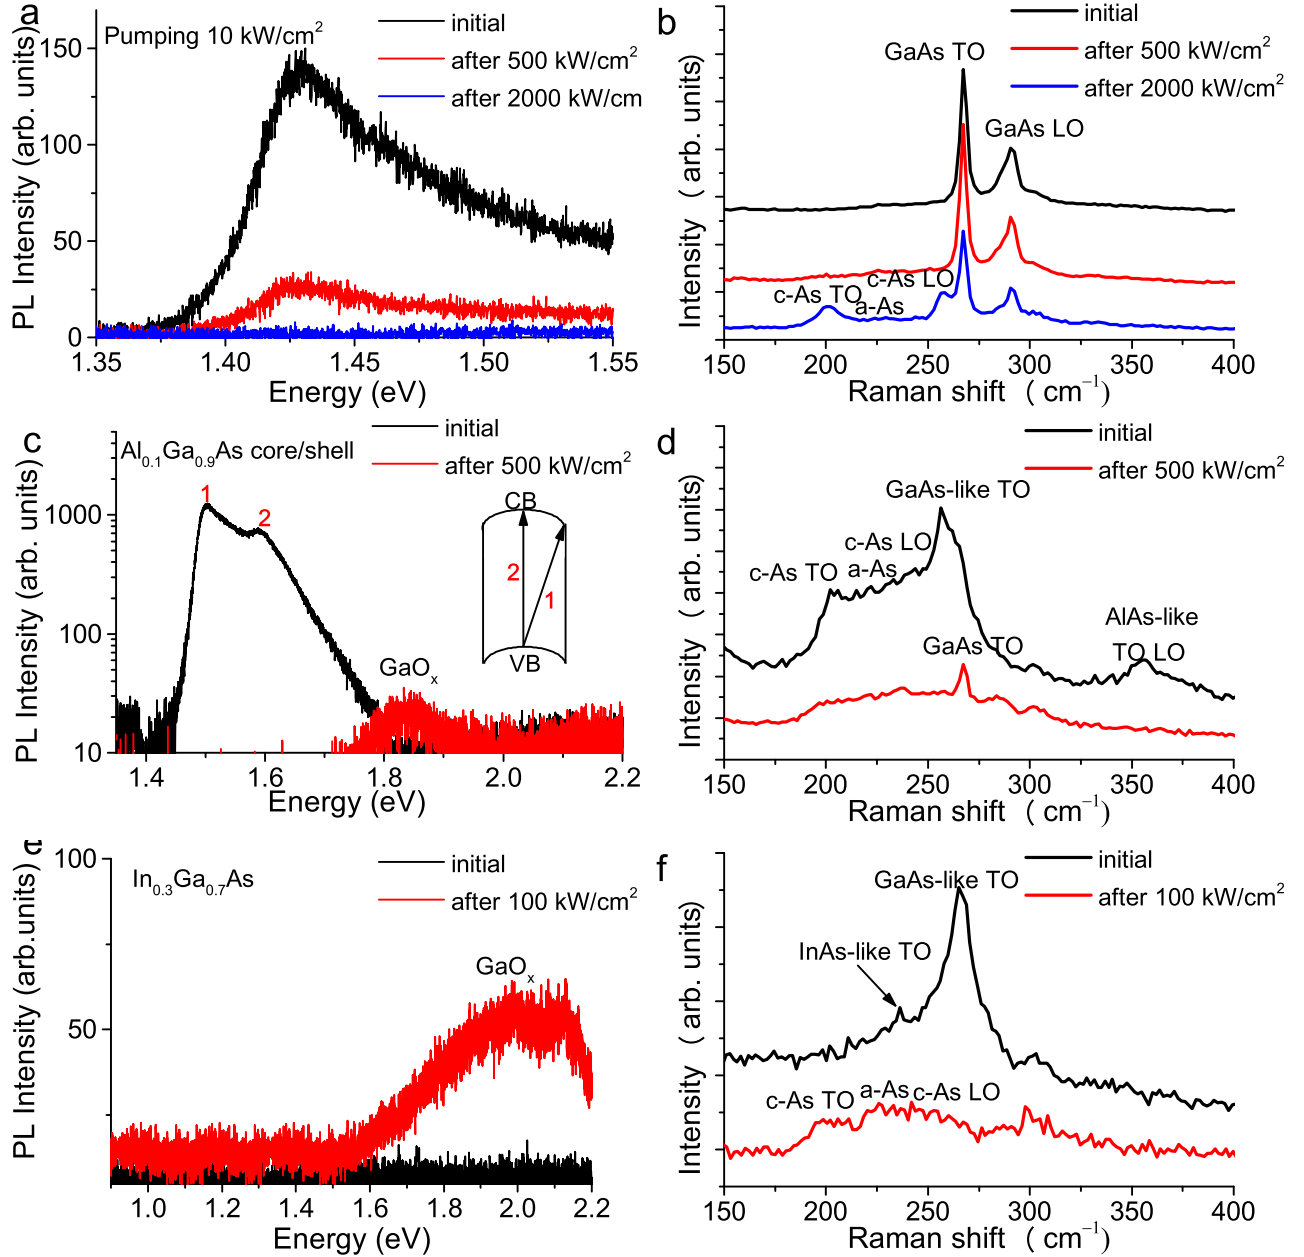 a
Pumping 10 kW/cm²
initial
after 500 kW/cm²
after 2000 kW/cm
PL Intensity (arb. units)
150
100
50
0
1.35 1.40 1.45 1.50 1.55
Energy (eV)
b
initial
after 500 kW/cm²
after 2000 kW/cm²
GaAs TO
GaAs LO
c-As LO
c-As TO
a-As
Intensity ( arb. units)
150 200 250 300 350 400
Raman shift ( cm⁻¹)
c
Al₀.₁Ga₀.₉As core/shell
initial
after 500 kW/cm²
1
2
CB
2
1
VB
GaOₓ
PL Intensity (arb. units)
1000
100
10
1.4 1.6 1.8 2.0 2.2
Energy (eV)
d
initial
after 500 kW/cm²
GaAs-like TO
c-As LO
c-As TO a-As
AlAs-like
TO LO
GaAs TO
Intensity ( arb. units)
150 200 250 300 350 400
Raman shift ( cm⁻¹)
In₀.₃Ga₀.₇As
initial
after 100 kW/cm²
GaOₓ
PL Intensity (arb.units)
100
50
1.0 1.2 1.4 1.6 1.8 2.0 2.2
Energy (eV)
f
initial
after 100 kW/cm²
GaAs-like TO
InAs-like TO
c-As TO a-As c-As LO
Intensity ( arb. units)
150 200 250 300 350 400
Raman shift ( cm⁻¹)